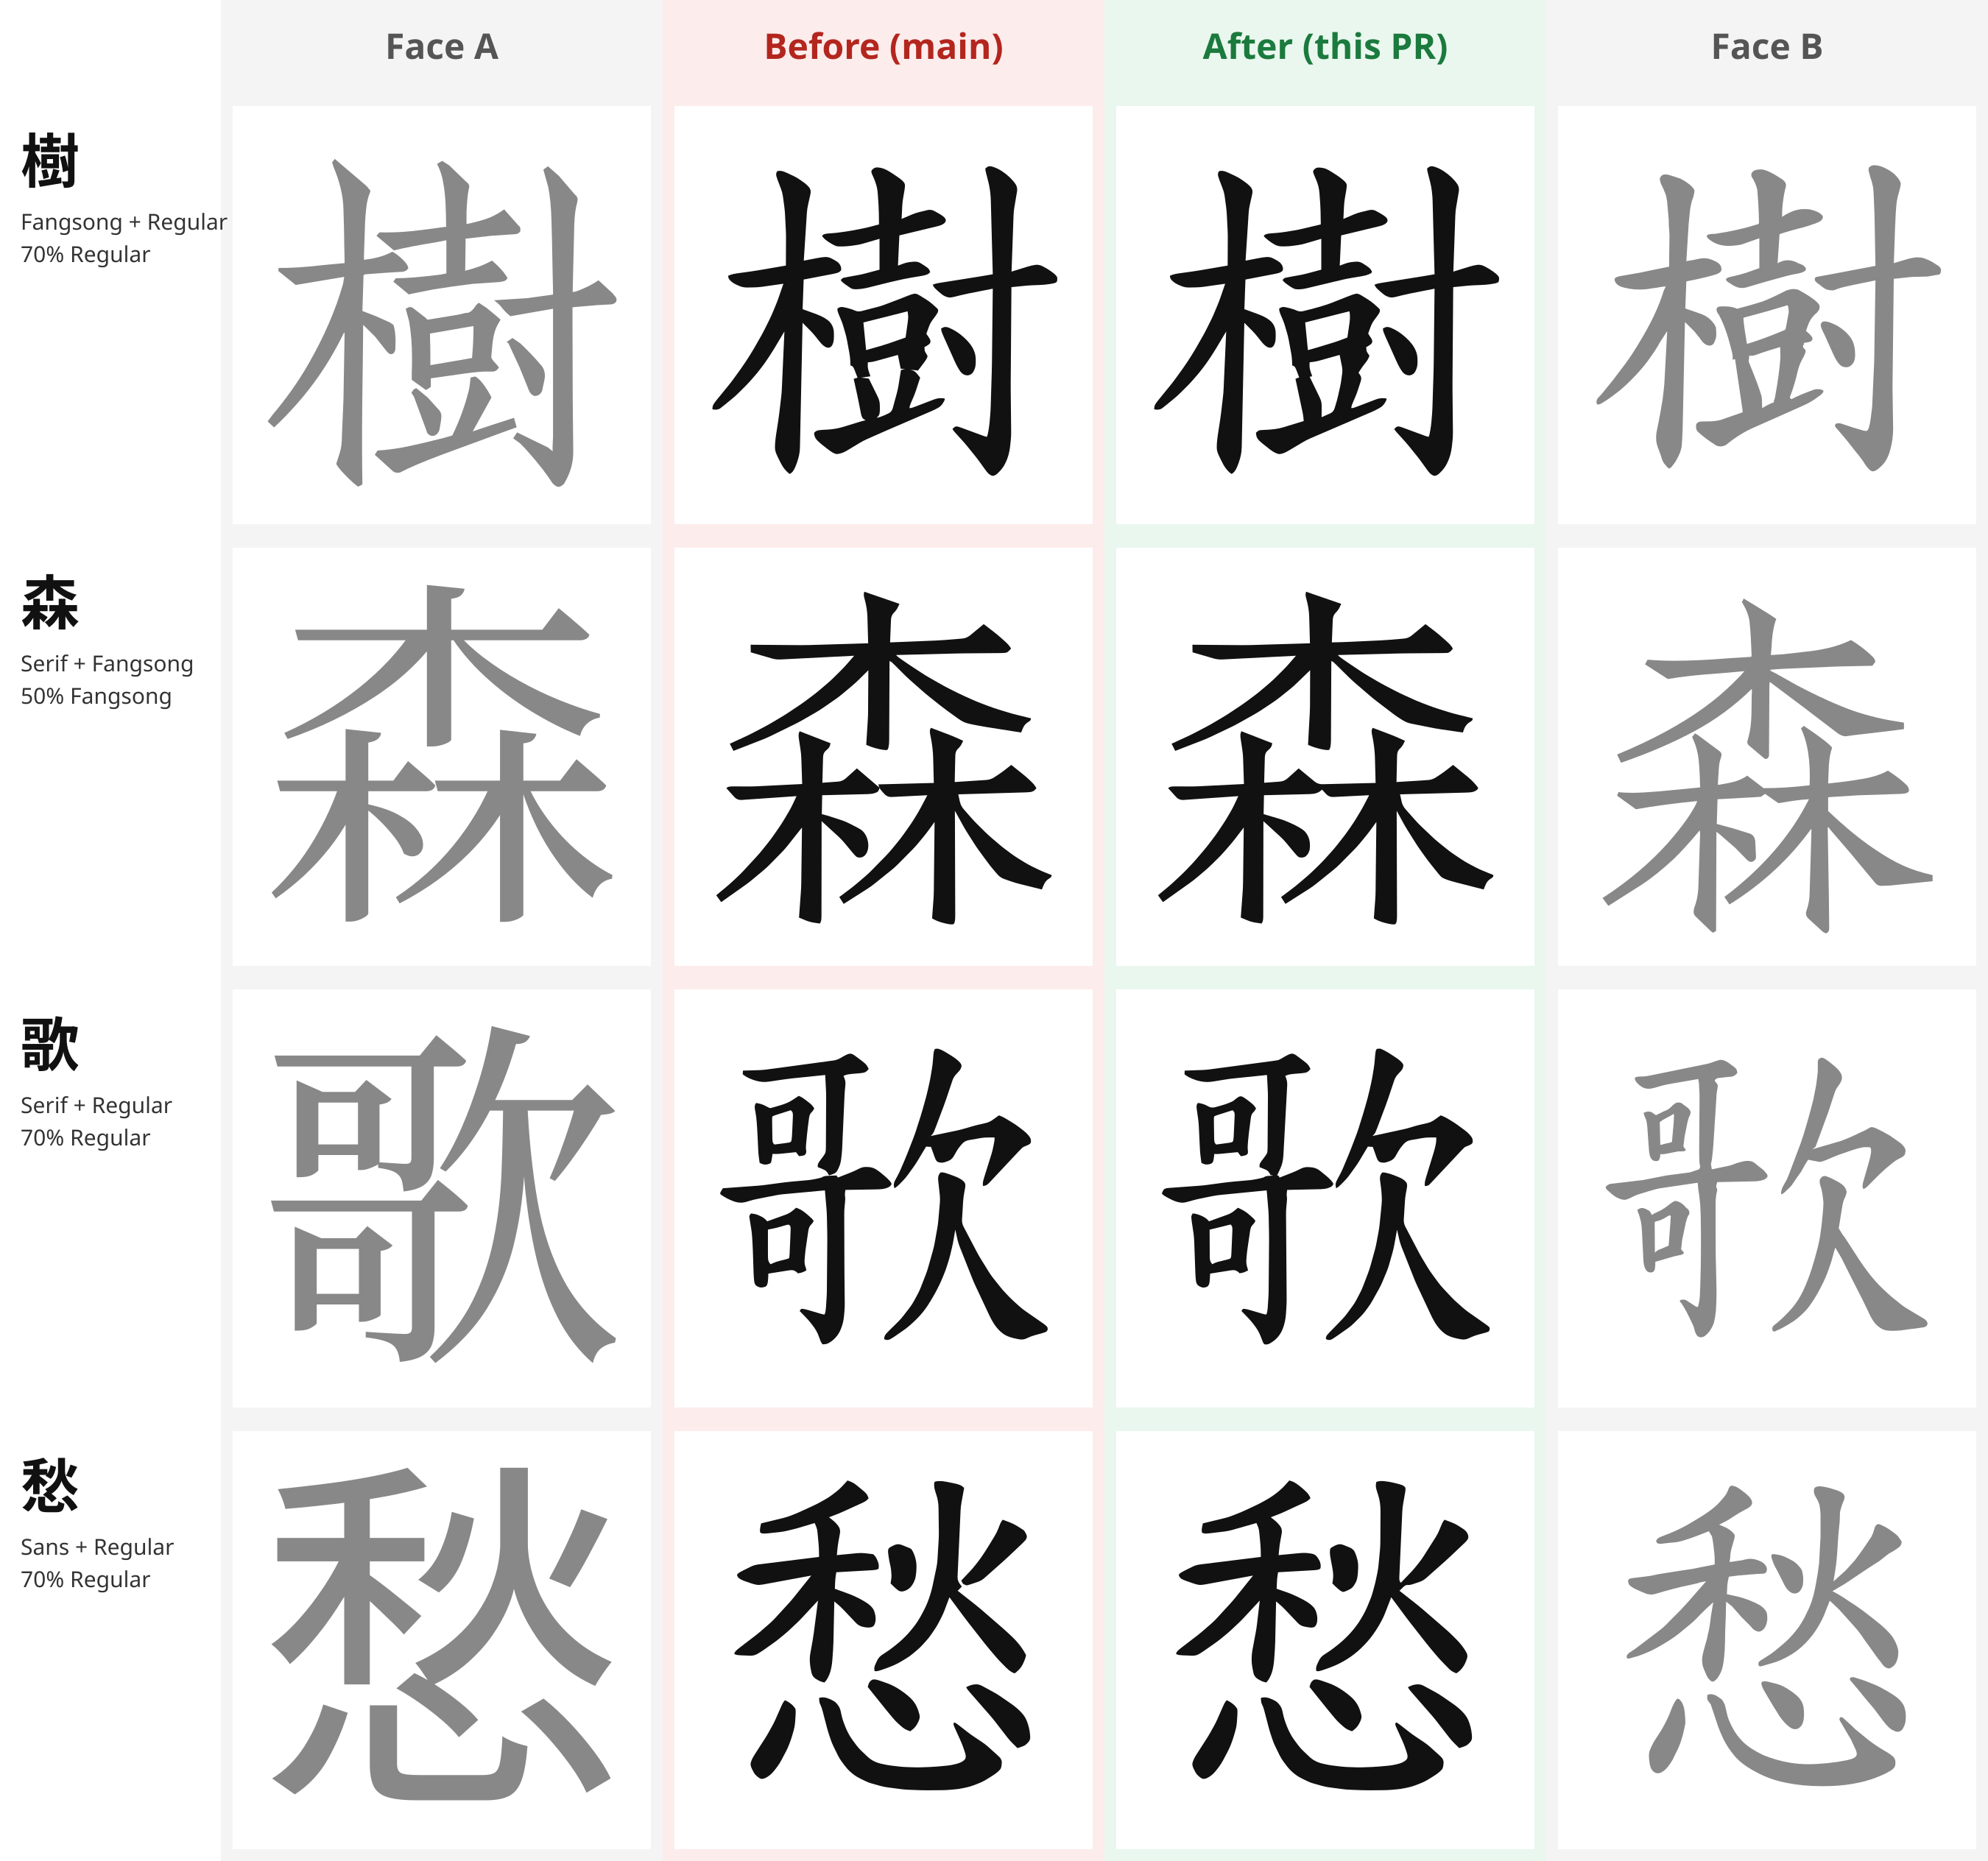 Face A Before (main) After (this PR) Face B
樹 樹 樹 樹 樹
Fangsong + Regular
70% Regular
森 森 森 森 森
Serif + Fangsong
50% Fangsong
歌 歌 歌 歌 歌
Serif + Regular
70% Regular
愁 愁 愁 愁 愁
Sans + Regular
70% Regular